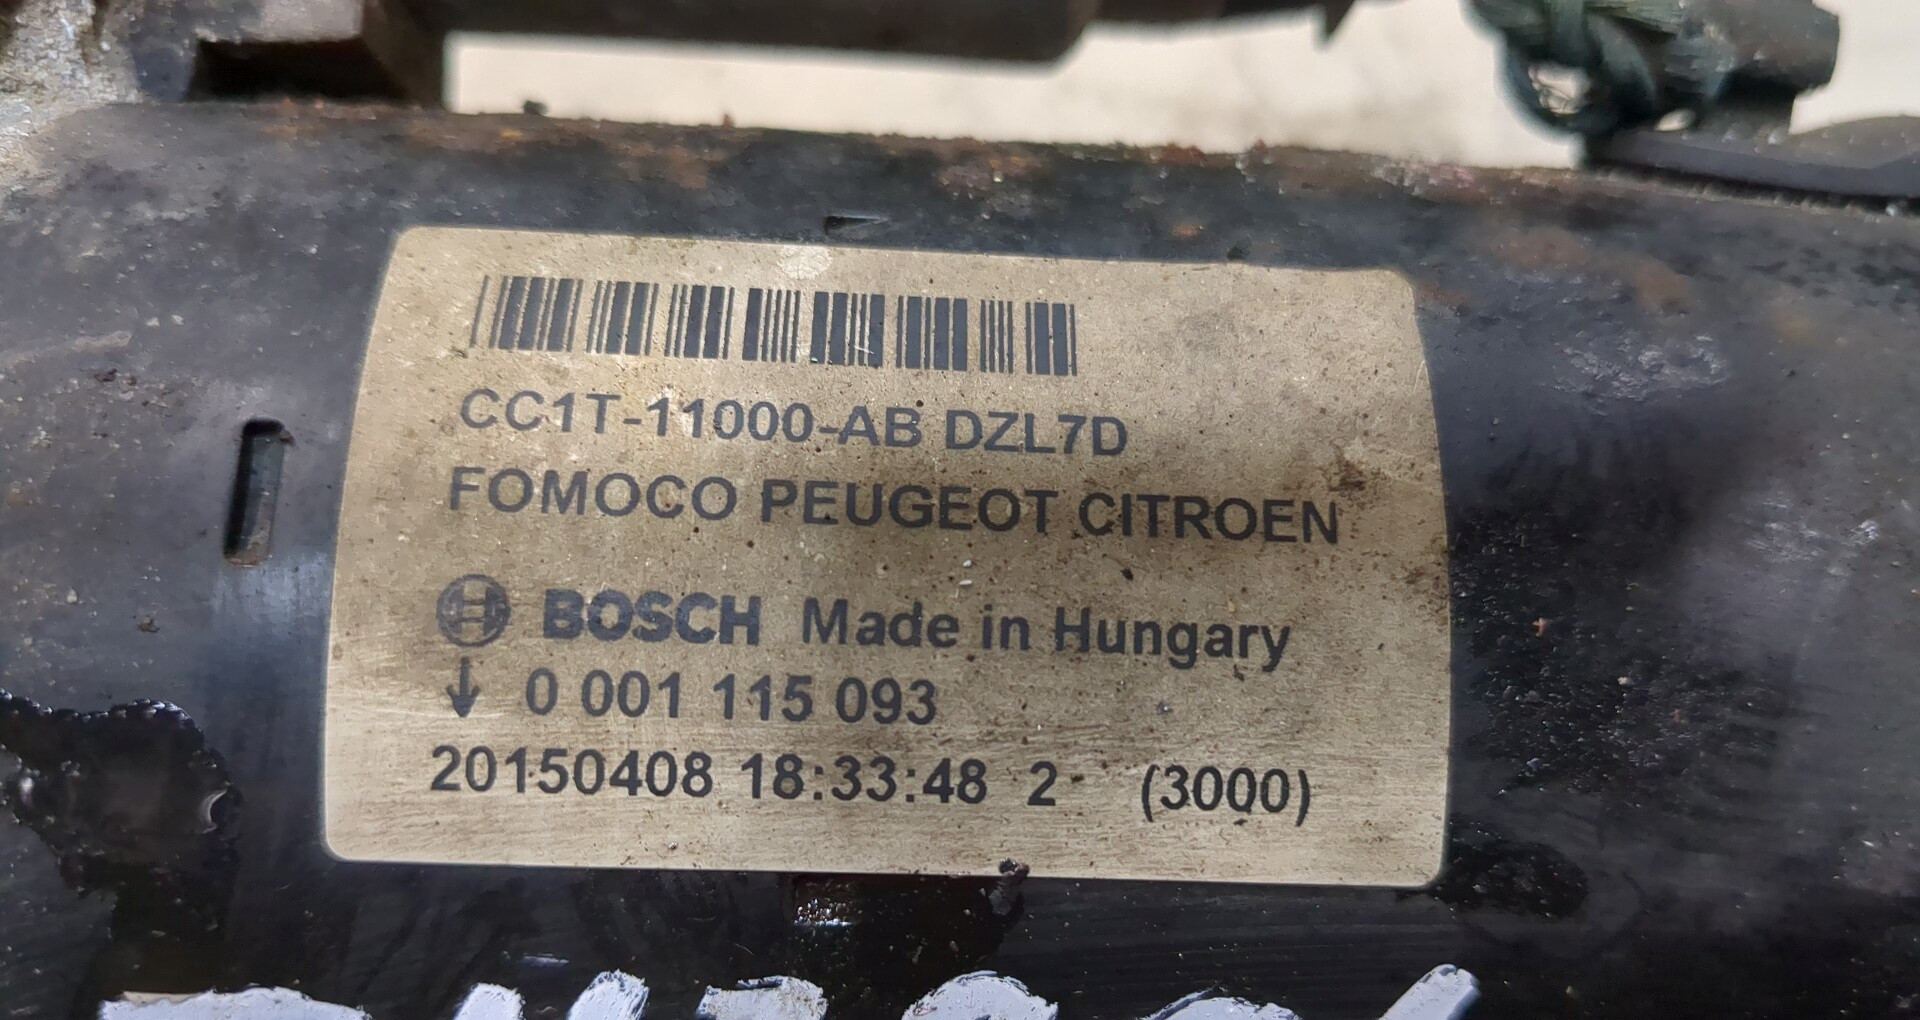 CC1T-11000-AB DZL7D
FOMOCO PEUGEOT CITROEN
BOSCH Made in Hungary
↓ 0 001 115 093
20150408 18:33:48 2 (3000)